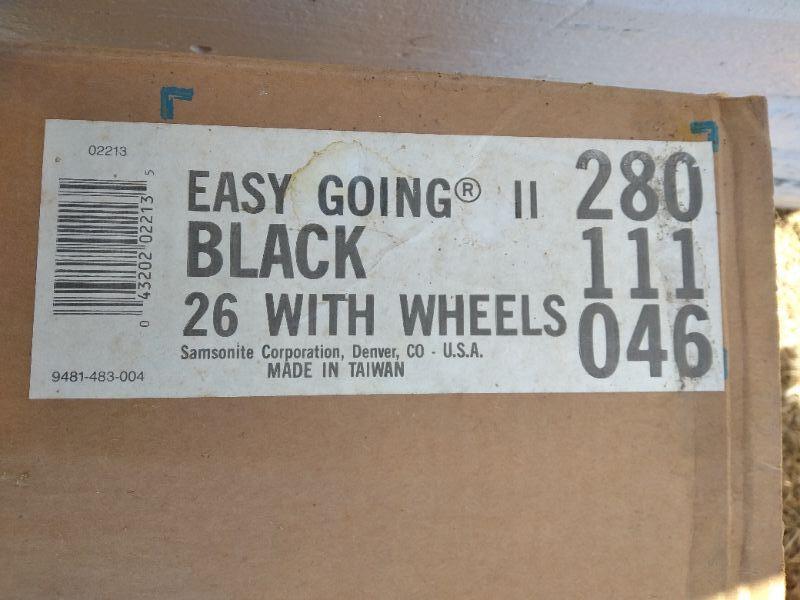 02213
0 43202 02213 5
9481-483-004
EASY GOING® II
BLACK
26 WITH WHEELS
Samsonite Corporation, Denver, CO - U.S.A.
MADE IN TAIWAN
280
111
046